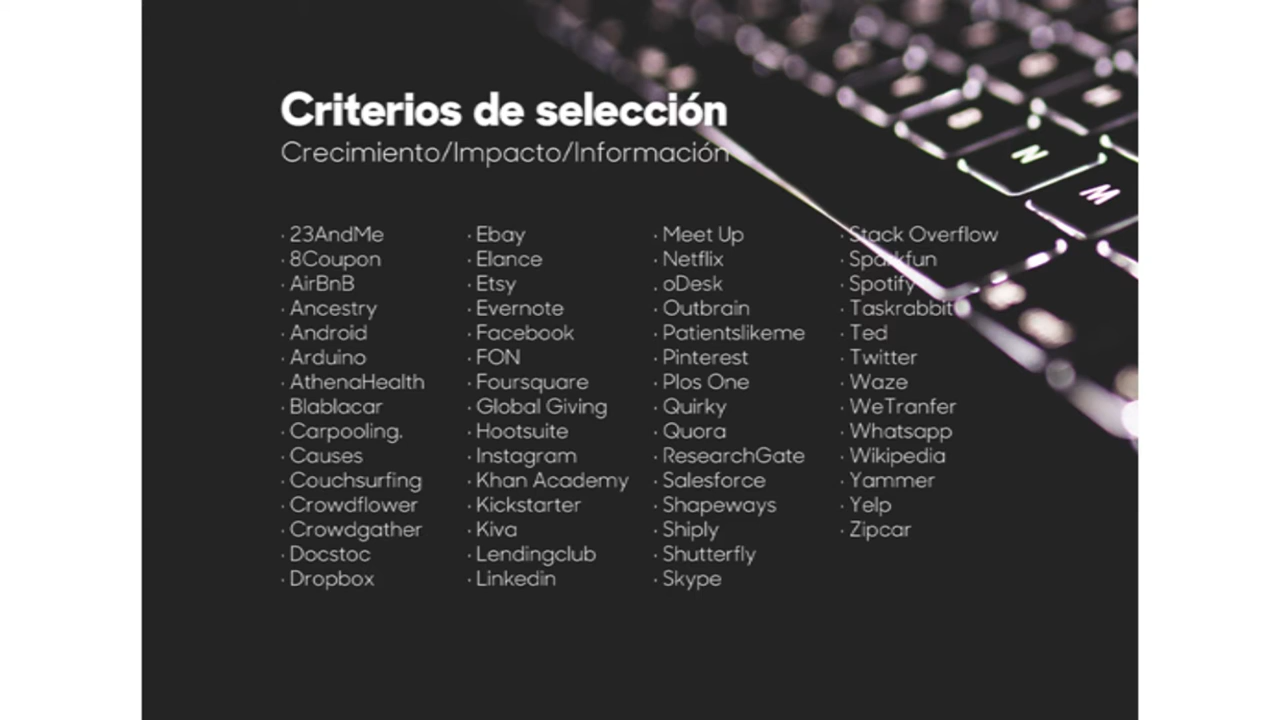 Criterios de selección
Crecimiento/Impacto/Información
· 23AndMe
· 8Coupon
· AirBnB
· Ancestry
· Android
· Arduino
· AthenaHealth
· Blablacar
· Carpooling.
· Causes
· Couchsurfing
· Crowdflower
· Crowdgather
· Docstoc
· Dropbox
· Ebay
· Elance
· Etsy
· Evernote
· Facebook
· FON
· Foursquare
· Global Giving
· Hootsuite
· Instagram
· Khan Academy
· Kickstarter
· Kiva
· Lendingclub
· Linkedin
· Meet Up
· Netflix
. oDesk
· Outbrain
· Patientslikeme
· Pinterest
· Plos One
· Quirky
· Quora
· ResearchGate
· Salesforce
· Shapeways
· Shiply
· Shutterfly
· Skype
· Stack Overflow
· Sparkfun
· Spotify
· Taskrabbit
· Ted
· Twitter
· Waze
· WeTranfer
· Whatsapp
· Wikipedia
· Yammer
· Yelp
· Zipcar
N
M